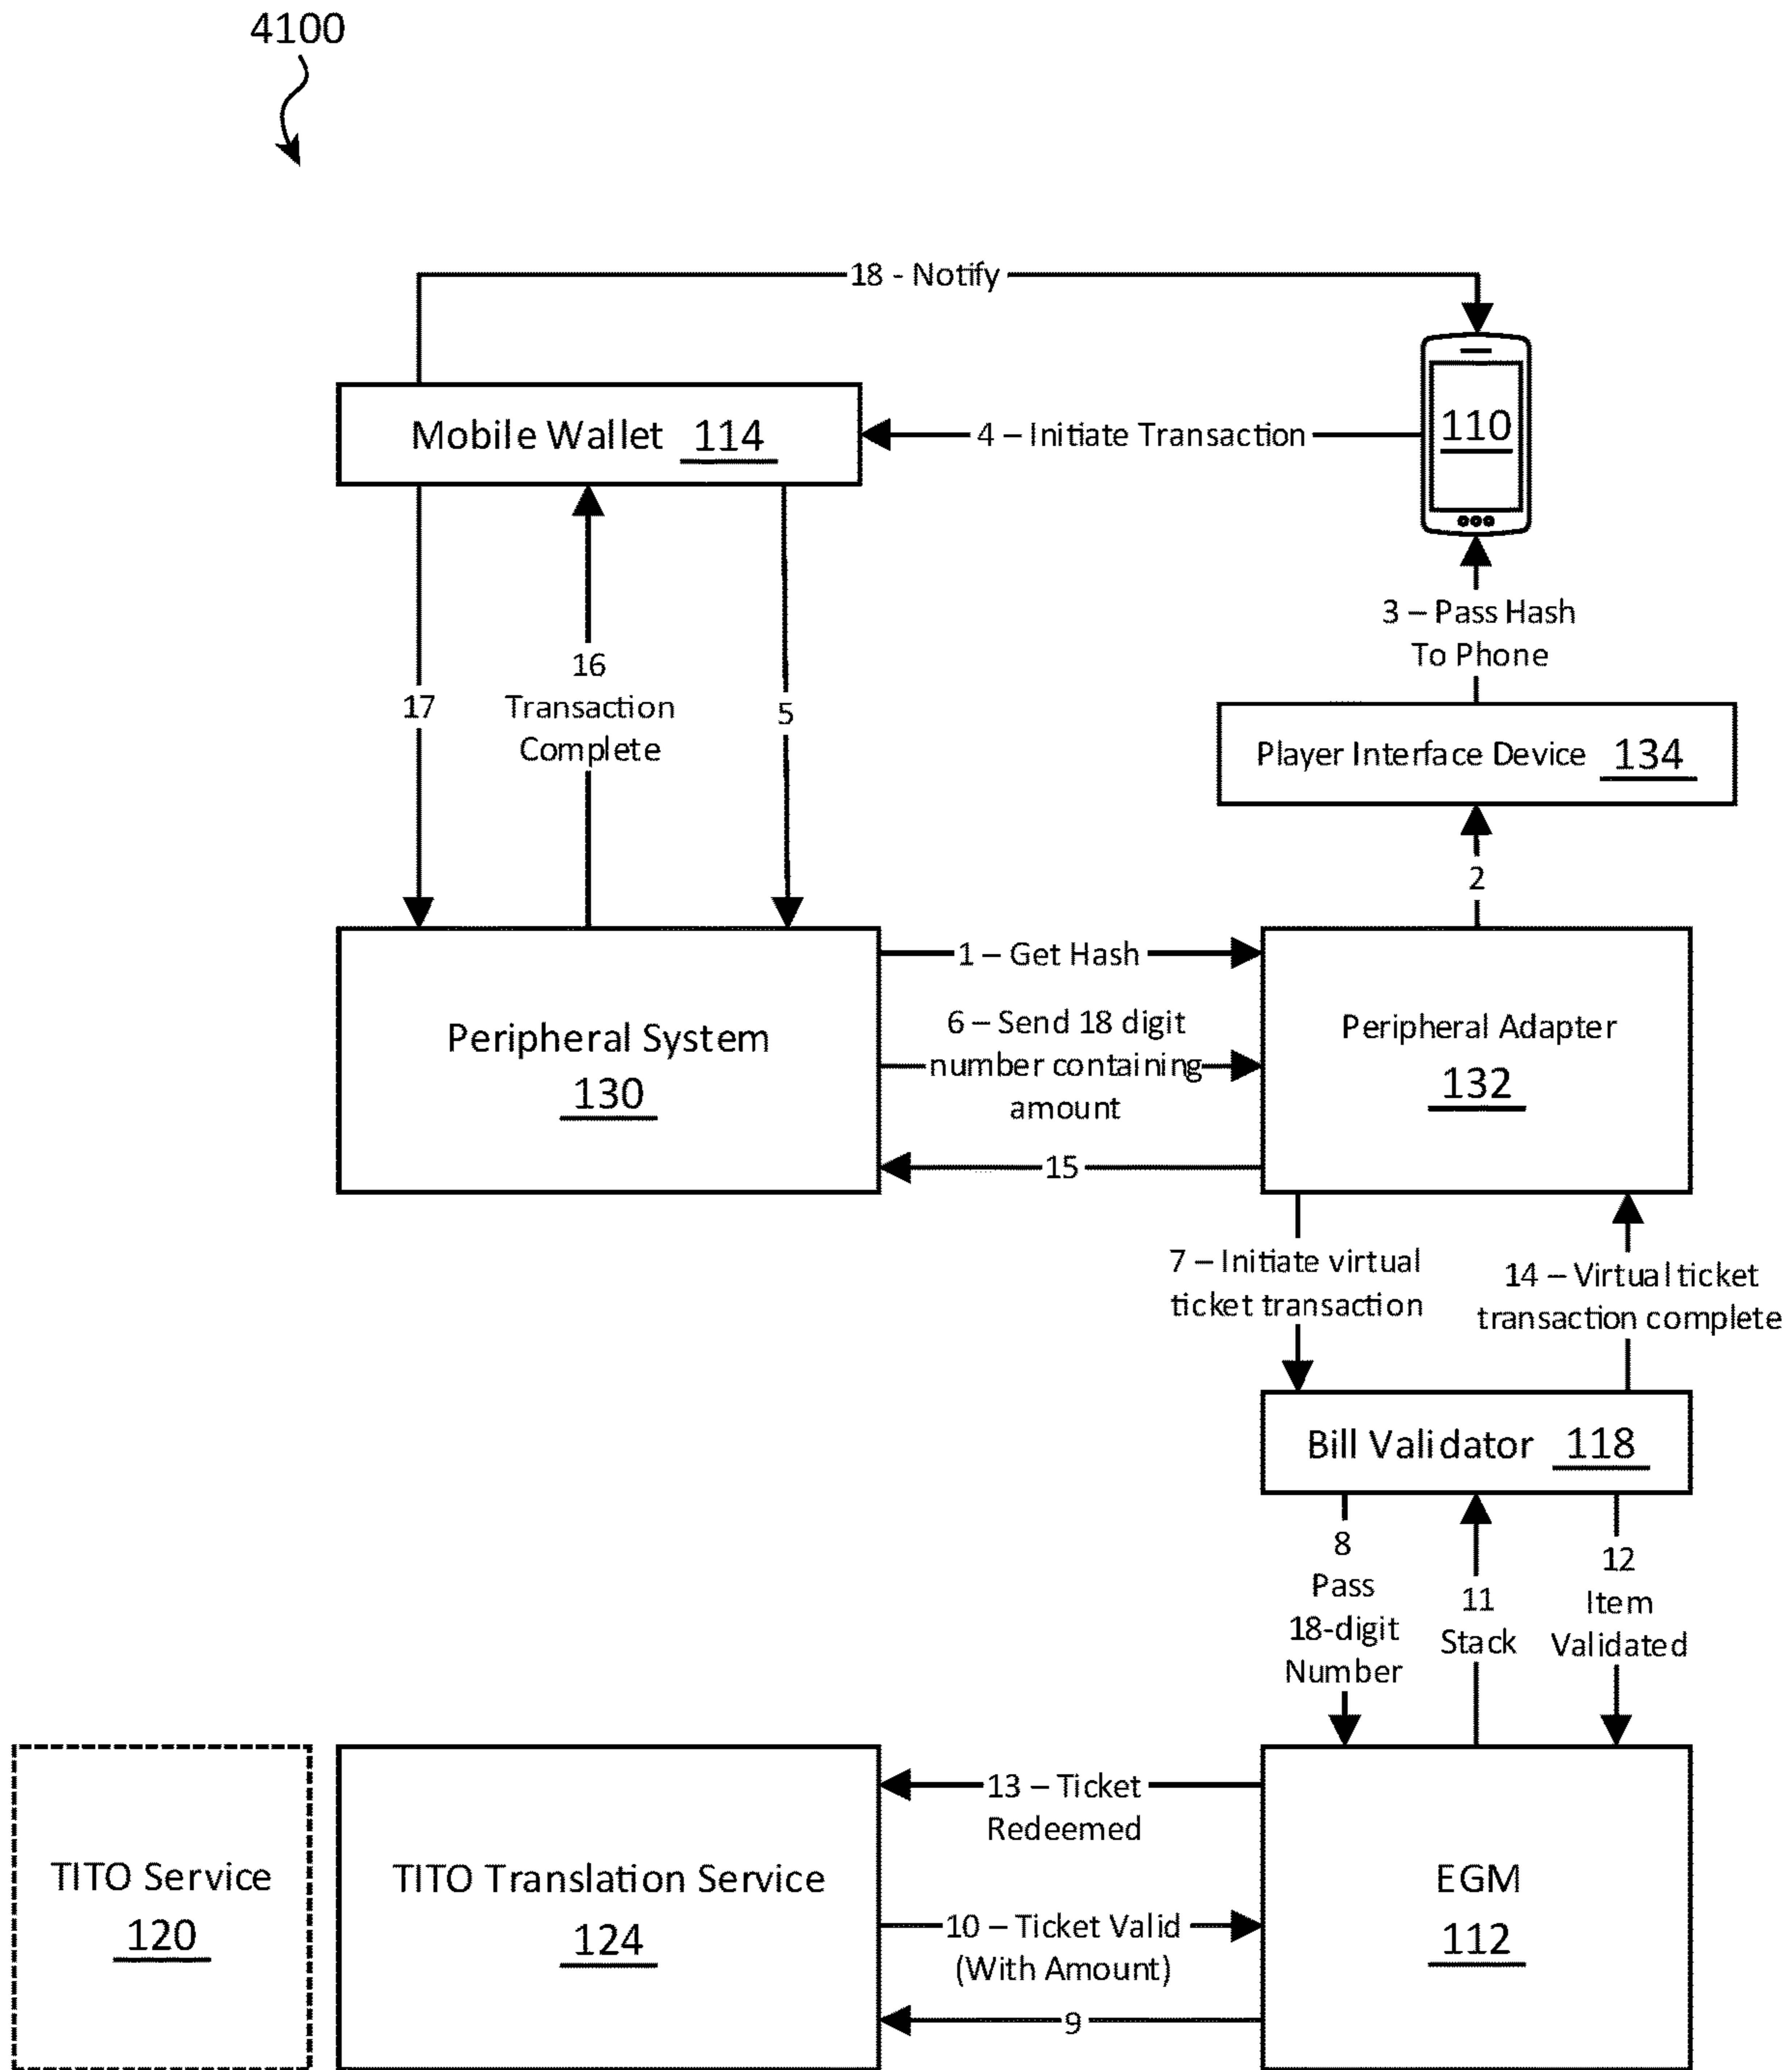 4100
18 - Notify
Mobile Wallet 114
4 – Initiate Transaction
110
3 – Pass Hash
To Phone
17
16
Transaction
Complete
5
Player Interface Device 134
2
Peripheral System
130
1 – Get Hash
6 – Send 18 digit
number containing
amount
15
Peripheral Adapter
132
7 – Initiate virtual
ticket transaction
14 – Virtual ticket
transaction complete
Bill Validator 118
8
Pass
18-digit
Number
11
Stack
12
Item
Validated
TITO Service
120
TITO Translation Service
124
13 – Ticket
Redeemed
10 – Ticket Valid
(With Amount)
9
EGM
112